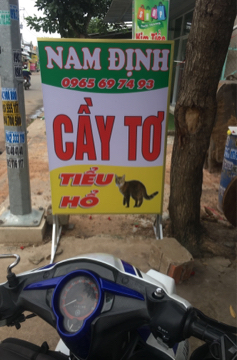 NAM ĐỊNH
0965 69 74 93
CẦY TƠ
TIỂU
HỔ